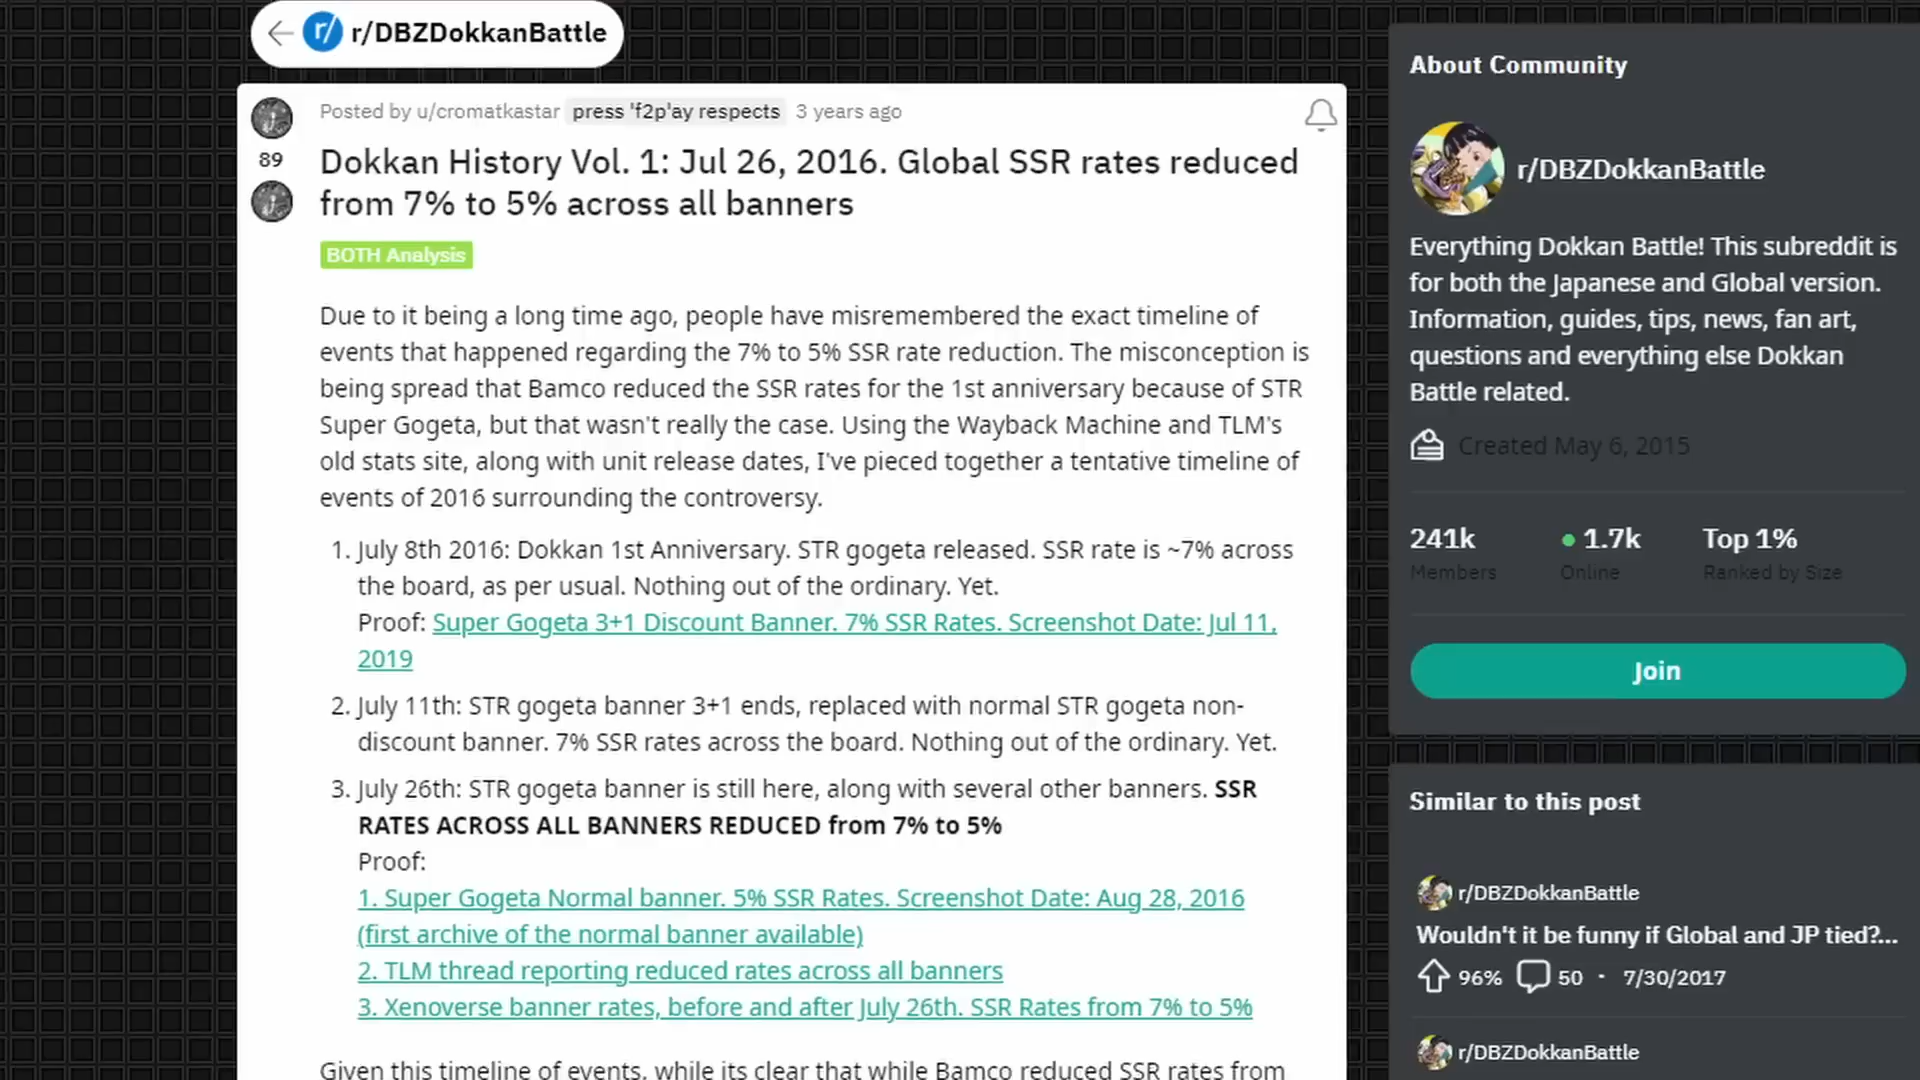 r/ r/DBZDokkanBattle
Posted by u/cromatkastar press 'f2p'ay respects 3 years ago
89
Dokkan History Vol. 1: Jul 26, 2016. Global SSR rates reduced
from 7% to 5% across all banners
BOTH Analysis
Due to it being a long time ago, people have misremembered the exact timeline of
events that happened regarding the 7% to 5% SSR rate reduction. The misconception is
being spread that Bamco reduced the SSR rates for the 1st anniversary because of STR
Super Gogeta, but that wasn't really the case. Using the Wayback Machine and TLM's
old stats site, along with unit release dates, I've pieced together a tentative timeline of
events of 2016 surrounding the controversy.
1. July 8th 2016: Dokkan 1st Anniversary. STR gogeta released. SSR rate is ~7% across
the board, as per usual. Nothing out of the ordinary. Yet.
Proof: Super Gogeta 3+1 Discount Banner. 7% SSR Rates. Screenshot Date: Jul 11,
2019
2. July 11th: STR gogeta banner 3+1 ends, replaced with normal STR gogeta non-
discount banner. 7% SSR rates across the board. Nothing out of the ordinary. Yet.
3. July 26th: STR gogeta banner is still here, along with several other banners. SSR
RATES ACROSS ALL BANNERS REDUCED from 7% to 5%
Proof:
1. Super Gogeta Normal banner. 5% SSR Rates. Screenshot Date: Aug 28, 2016
(first archive of the normal banner available)
2. TLM thread reporting reduced rates across all banners
3. Xenoverse banner rates, before and after July 26th. SSR Rates from 7% to 5%
Given this timeline of events, while its clear that while Bamco reduced SSR rates from
About Community
r/DBZDokkanBattle
Everything Dokkan Battle! This subreddit is
for both the Japanese and Global version.
Information, guides, tips, news, fan art,
questions and everything else Dokkan
Battle related.
Created May 6, 2015
241k 1.7k Top 1%
Members Online Ranked by Size
Join
Similar to this post
r/DBZDokkanBattle
Wouldn't it be funny if Global and JP tied?...
96% 50 · 7/30/2017
r/DBZDokkanBattle